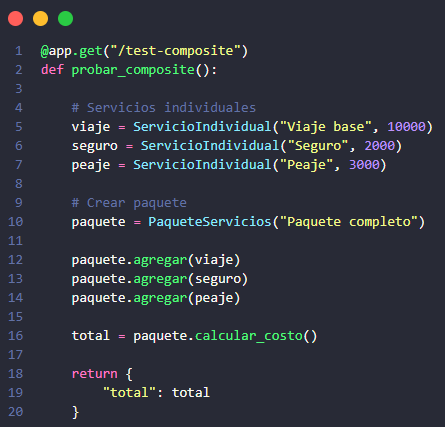 1 @app.get("/test-composite")
2 def probar_composite():
3
4     # Servicios individuales
5     viaje = ServicioIndividual("Viaje base", 10000)
6     seguro = ServicioIndividual("Seguro", 2000)
7     peaje = ServicioIndividual("Peaje", 3000)
8
9     # Crear paquete
10     paquete = PaqueteServicios("Paquete completo")
11
12     paquete.agregar(viaje)
13     paquete.agregar(seguro)
14     paquete.agregar(peaje)
15
16     total = paquete.calcular_costo()
17
18     return {
19         "total": total
20     }